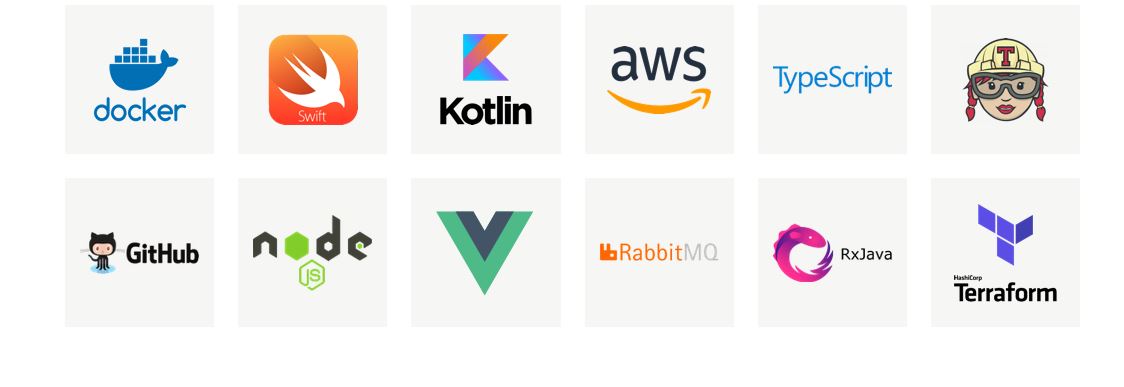 docker
Swift
Kotlin
aws
TypeScript
T
GitHub
node
JS
RabbitMQ
RxJava
HashiCorp
Terraform